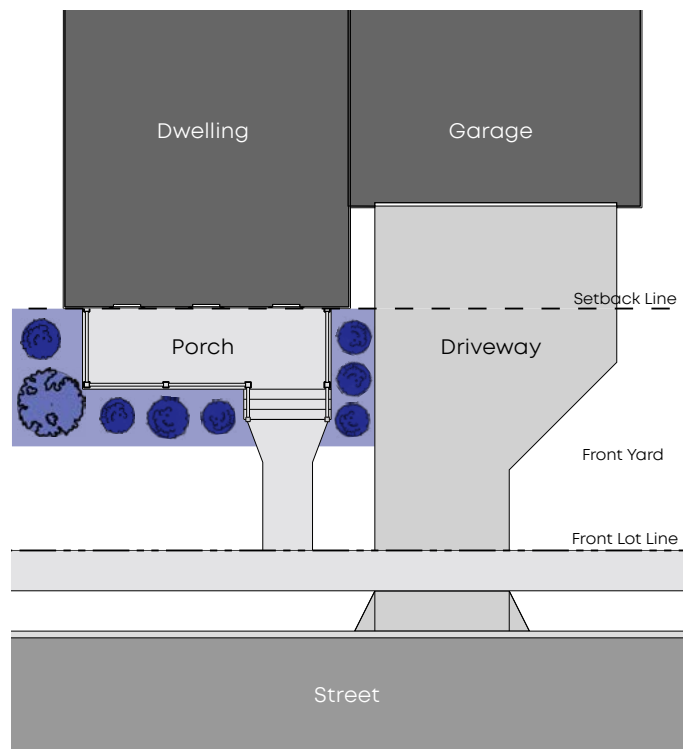 Dwelling
Garage
Setback Line
Porch
Driveway
Front Yard
Front Lot Line
Street